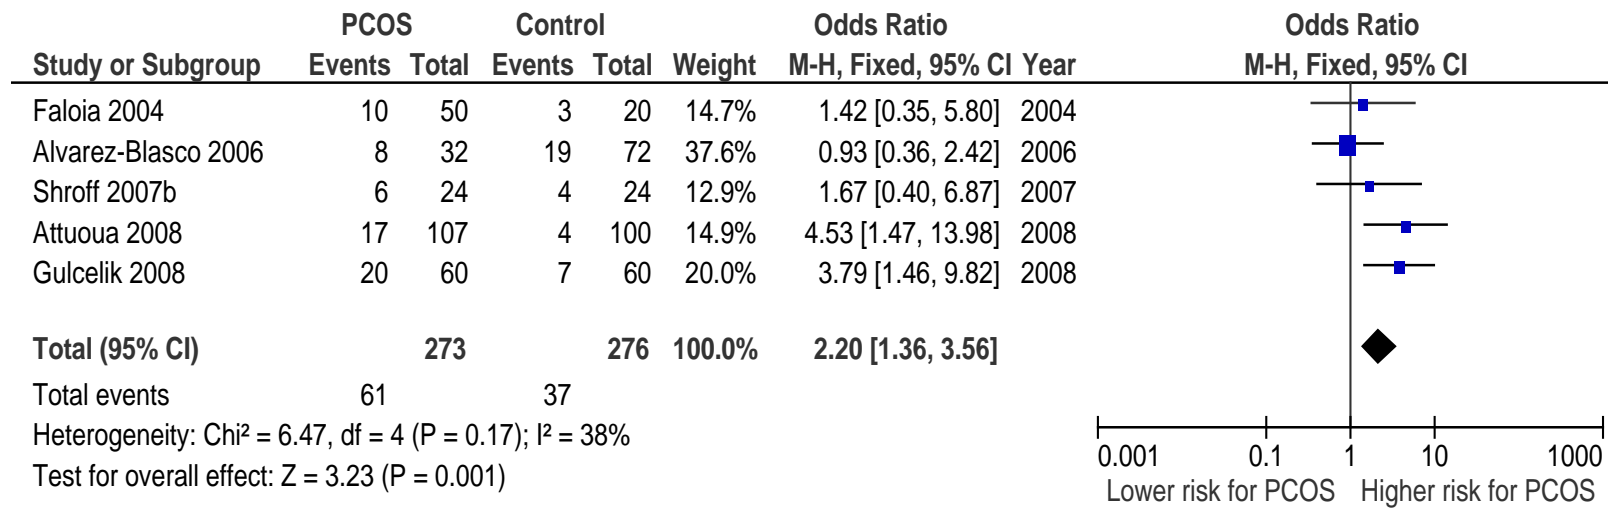 PCOS Control Odds Ratio Odds Ratio
Study or Subgroup Events Total Events Total Weight M-H, Fixed, 95% CI Year M-H, Fixed, 95% CI
Faloia 2004 10 50 3 20 14.7% 1.42 [0.35, 5.80] 2004
Alvarez-Blasco 2006 8 32 19 72 37.6% 0.93 [0.36, 2.42] 2006
Shroff 2007b 6 24 4 24 12.9% 1.67 [0.40, 6.87] 2007
Attuoua 2008 17 107 4 100 14.9% 4.53 [1.47, 13.98] 2008
Gulcelik 2008 20 60 7 60 20.0% 3.79 [1.46, 9.82] 2008
Total (95% CI) 273 276 100.0% 2.20 [1.36, 3.56]
Total events 61 37
Heterogeneity: Chi² = 6.47, df = 4 (P = 0.17); I² = 38%
Test for overall effect: Z = 3.23 (P = 0.001)
0.001 0.1 1 10 1000
Lower risk for PCOS Higher risk for PCOS